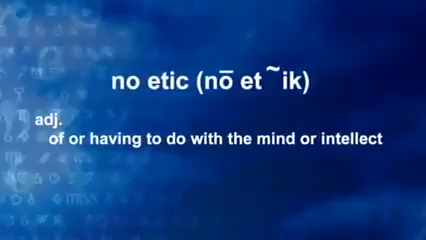 no etic (nō et ~ ik)
adj.
of or having to do with the mind or intellect